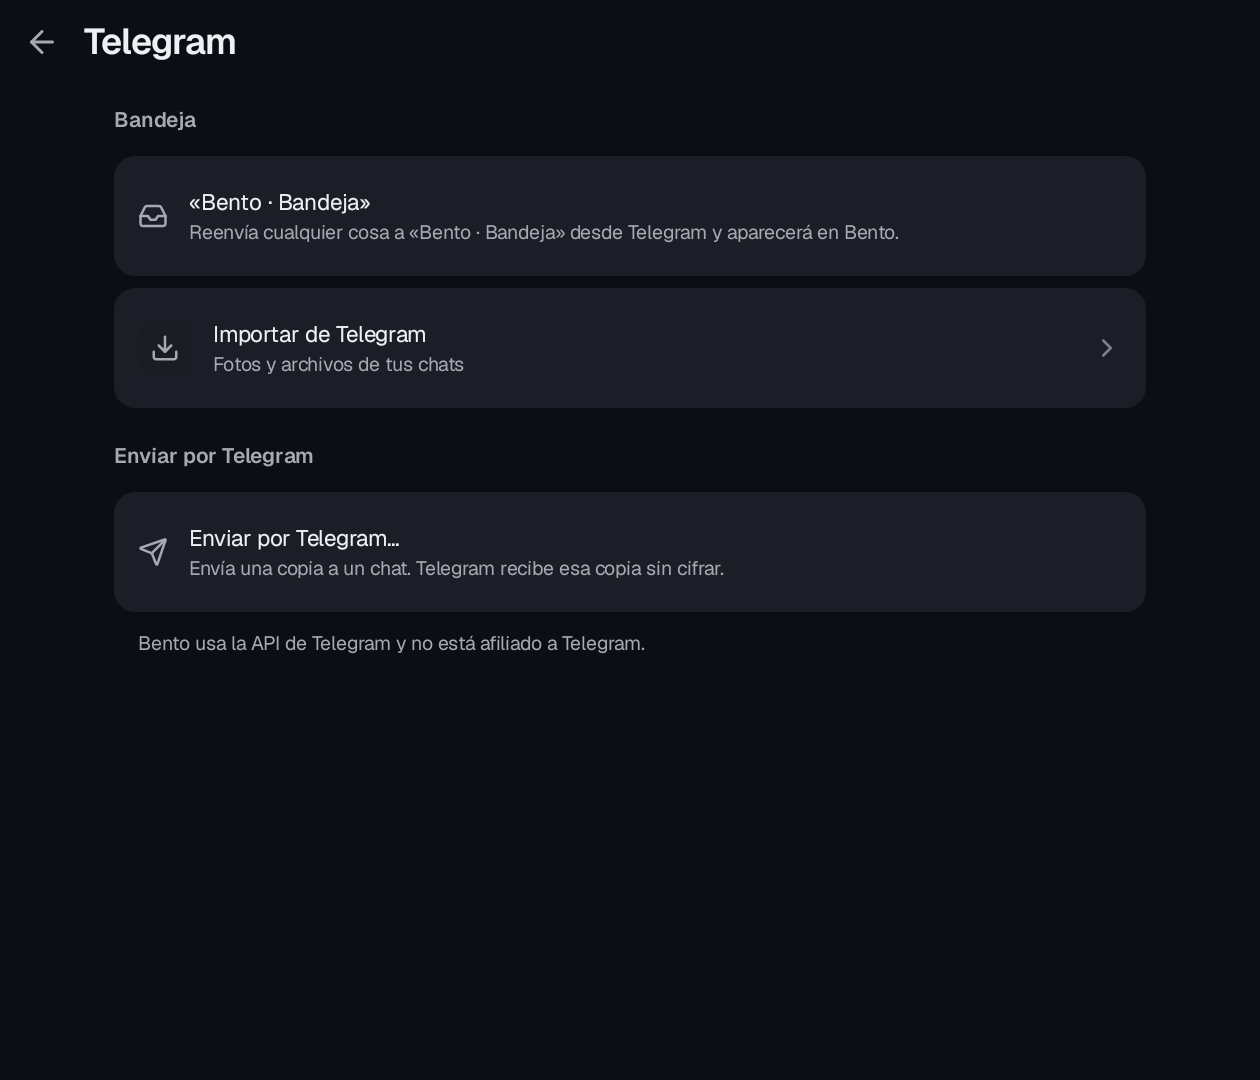 Telegram
Bandeja
«Bento · Bandeja»
Reenvía cualquier cosa a «Bento · Bandeja» desde Telegram y aparecerá en Bento.
Importar de Telegram
Fotos y archivos de tus chats
Enviar por Telegram
Enviar por Telegram…
Envía una copia a un chat. Telegram recibe esa copia sin cifrar.
Bento usa la API de Telegram y no está afiliado a Telegram.